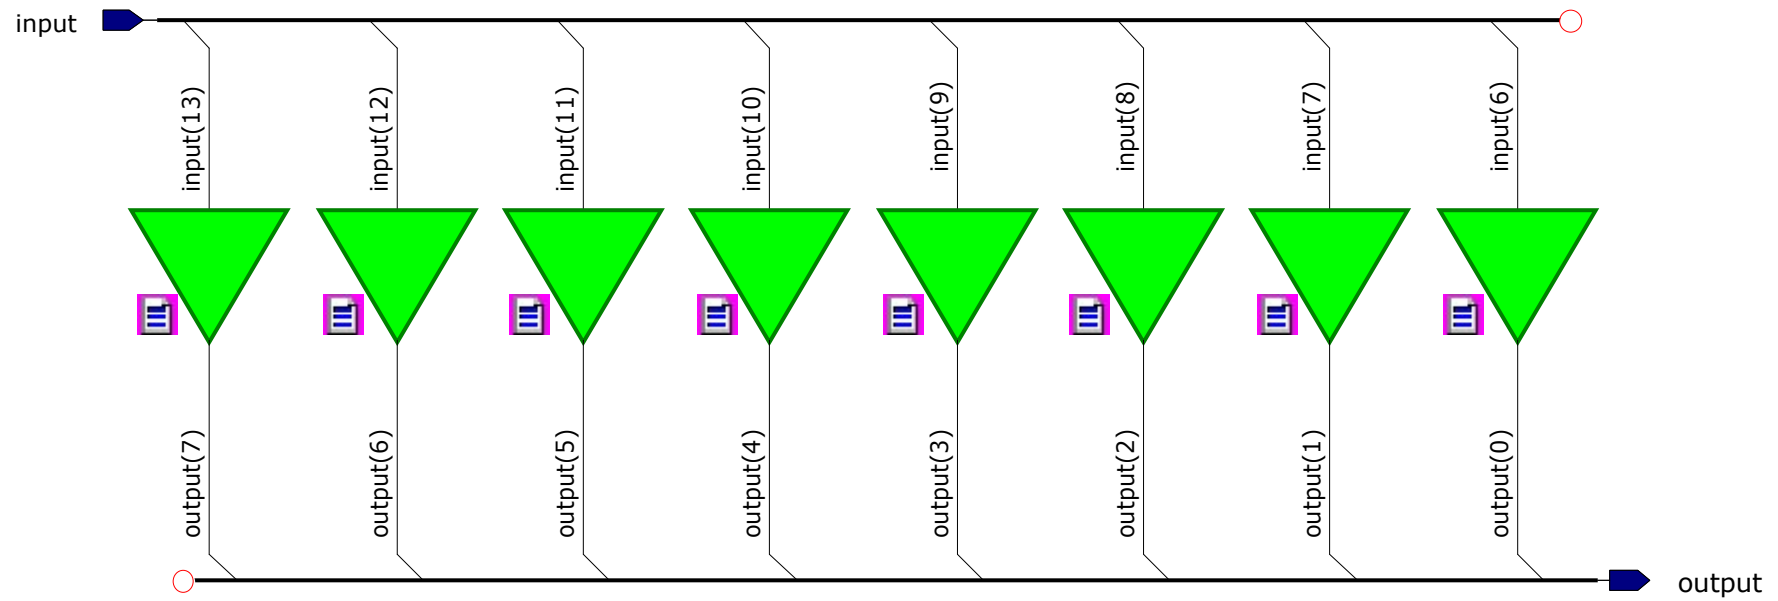 input
input(13)
input(12)
input(11)
input(10)
input(9)
input(8)
input(7)
input(6)
output(7)
output(6)
output(5)
output(4)
output(3)
output(2)
output(1)
output(0)
output